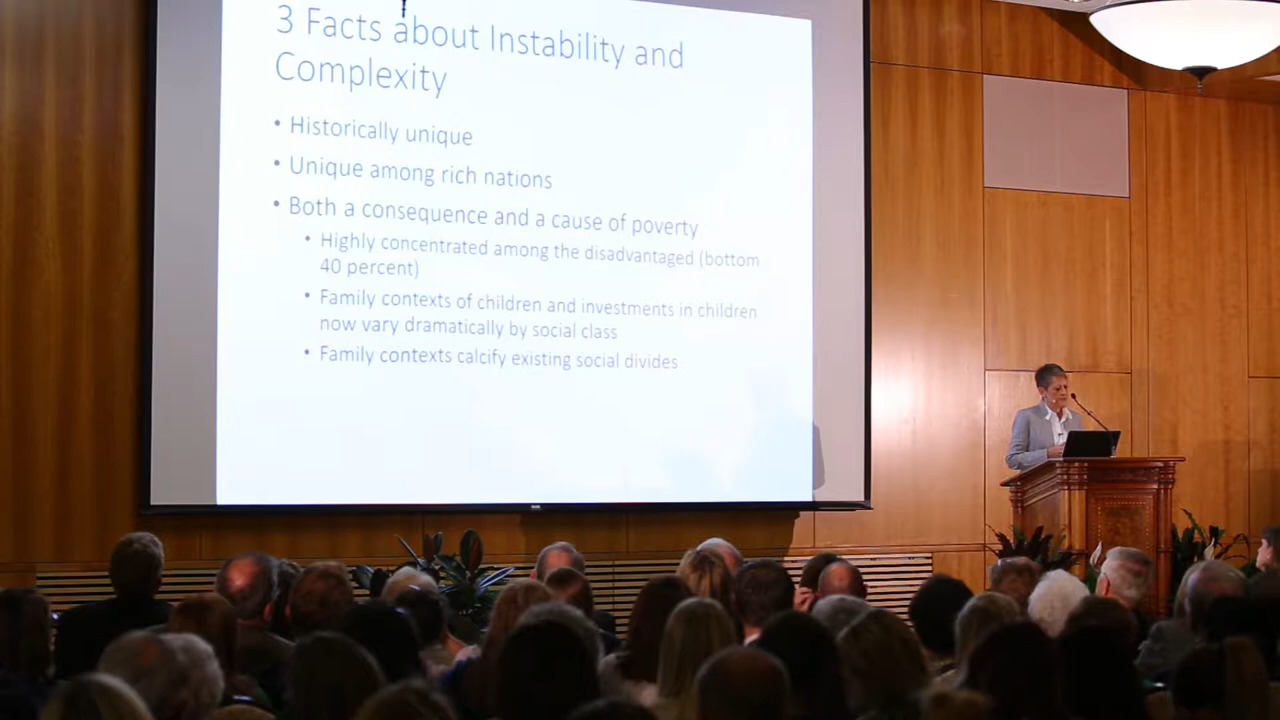 3 Facts about Instability and
Complexity
• Historically unique
• Unique among rich nations
• Both a consequence and a cause of poverty
• Highly concentrated among the disadvantaged (bottom
40 percent)
• Family contexts of children and investments in children
now vary dramatically by social class
• Family contexts calcify existing social divides